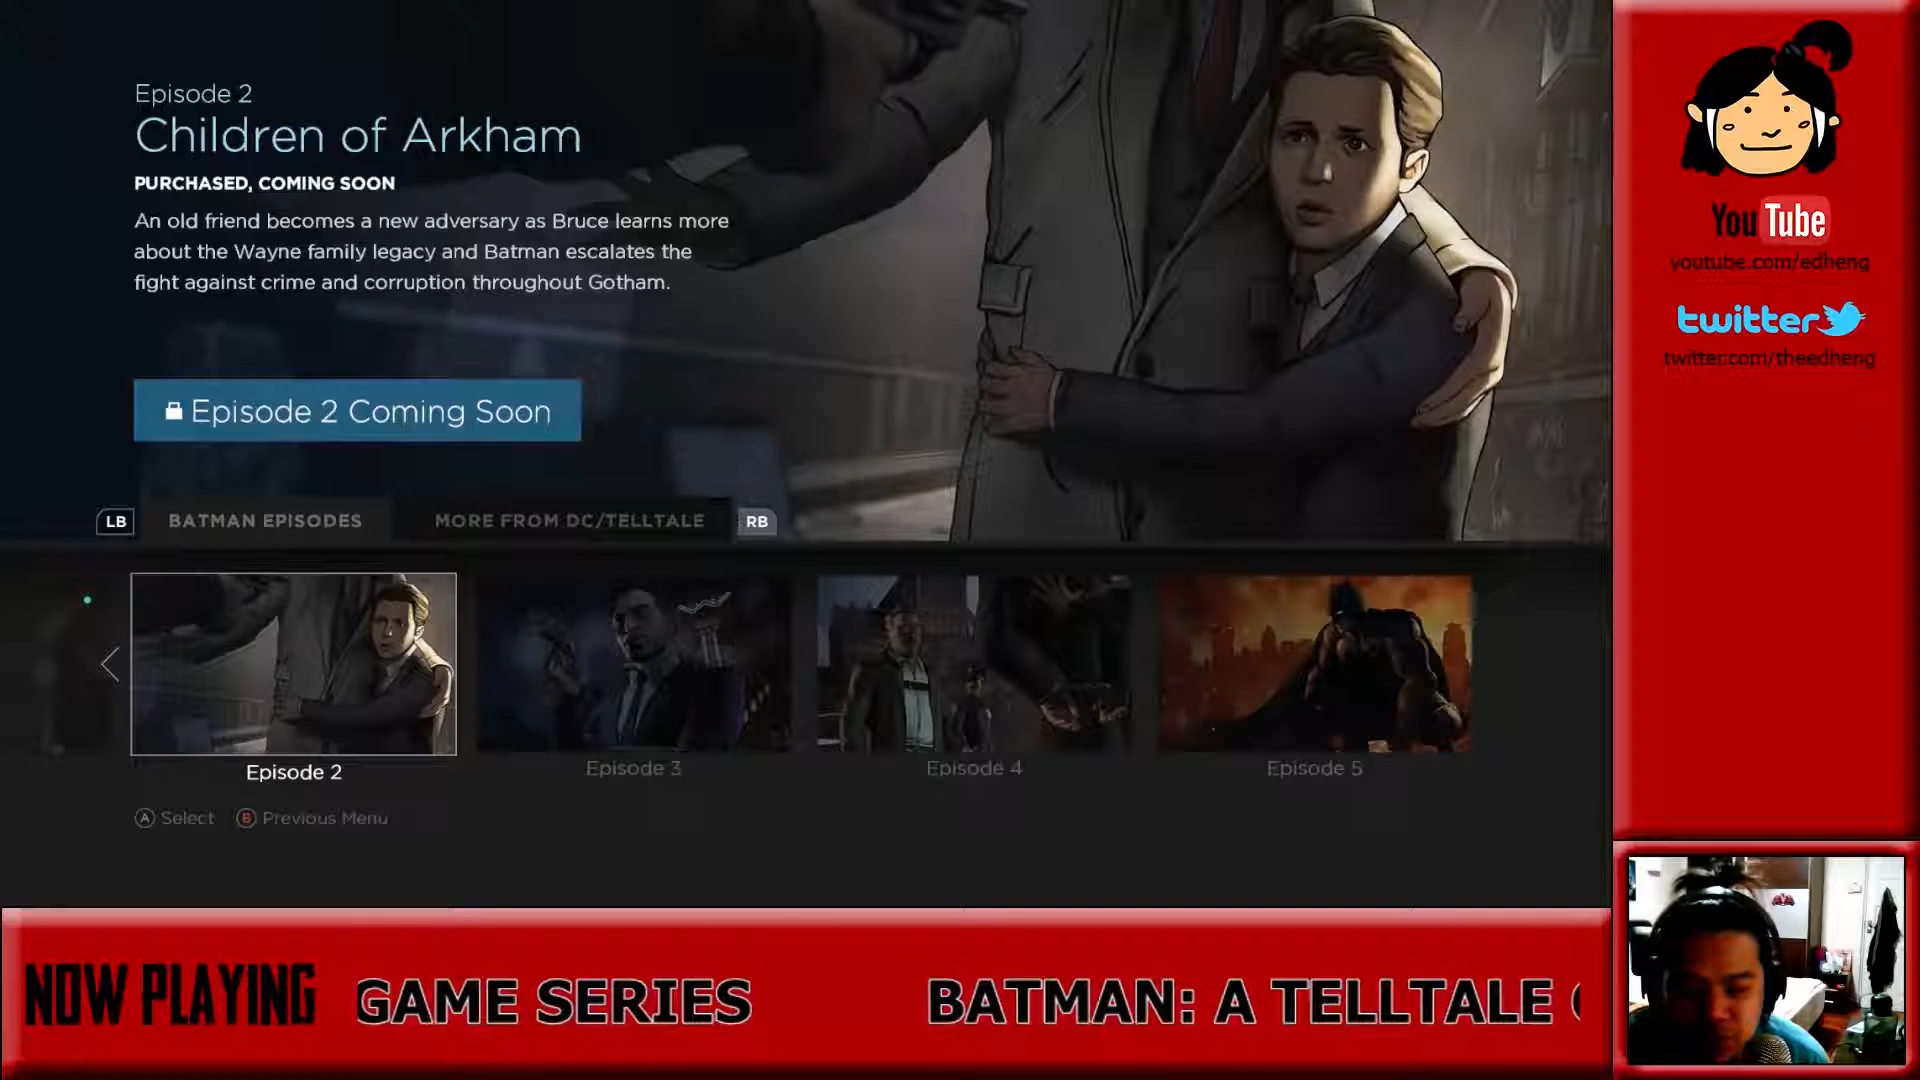 Episode 2
Children of Arkham
PURCHASED, COMING SOON
An old friend becomes a new adversary as Bruce learns more
about the Wayne family legacy and Batman escalates the
fight against crime and corruption throughout Gotham.
Episode 2 Coming Soon
LB BATMAN EPISODES MORE FROM DC/TELLTALE RB
Episode 2 Episode 3 Episode 4 Episode 5
A Select B Previous Menu
YouTube
youtube.com/edheng
twitter
twitter.com/theedheng
NOW PLAYING GAME SERIES BATMAN: A TELLTALE